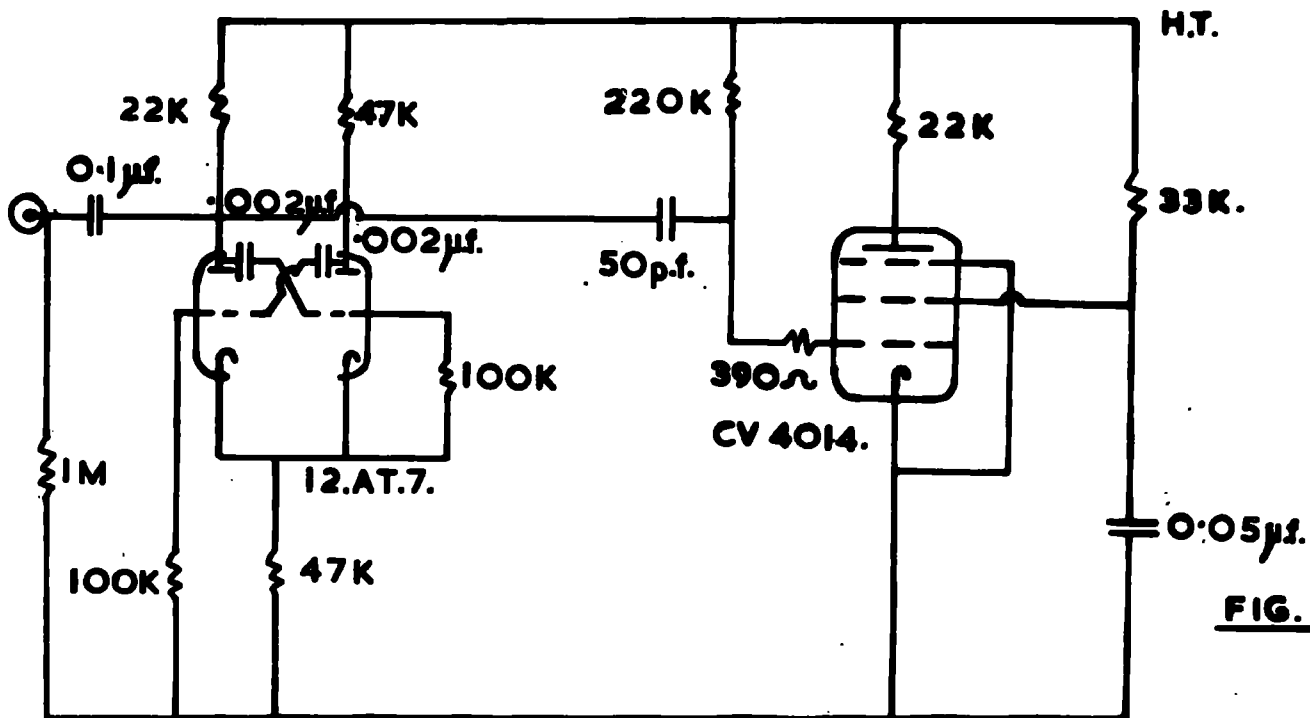 H.T.
22K
47K
220K
22K
0.1µf.
.002µf
.002µf.
33K.
50p.f.
390Ω
100K
CV 4014.
1M
12.AT.7.
0.05µf.
100K
47K
FIG.